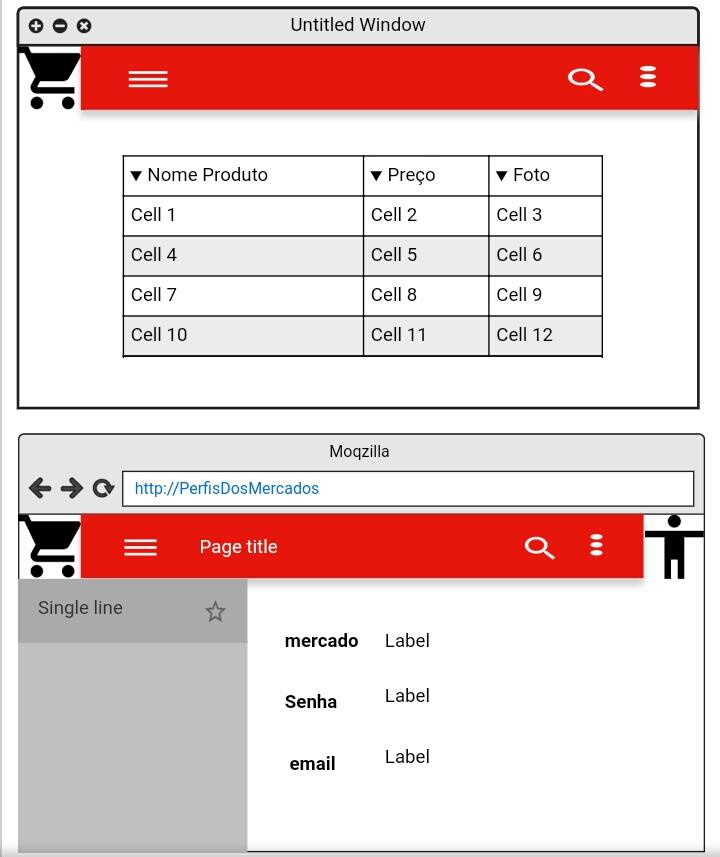 Untitled Window
Nome Produto Preço Foto
Cell 1 Cell 2 Cell 3
Cell 4 Cell 5 Cell 6
Cell 7 Cell 8 Cell 9
Cell 10 Cell 11 Cell 12
Moqzilla
http://PerfisDosMercados
Page title
Single line
mercado Label
Senha Label
email Label